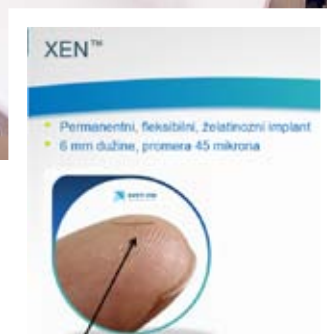 XEN™
Permanentni, fleksibilni, želatinozni implant
6 mm dužine, promera 45 mikrona